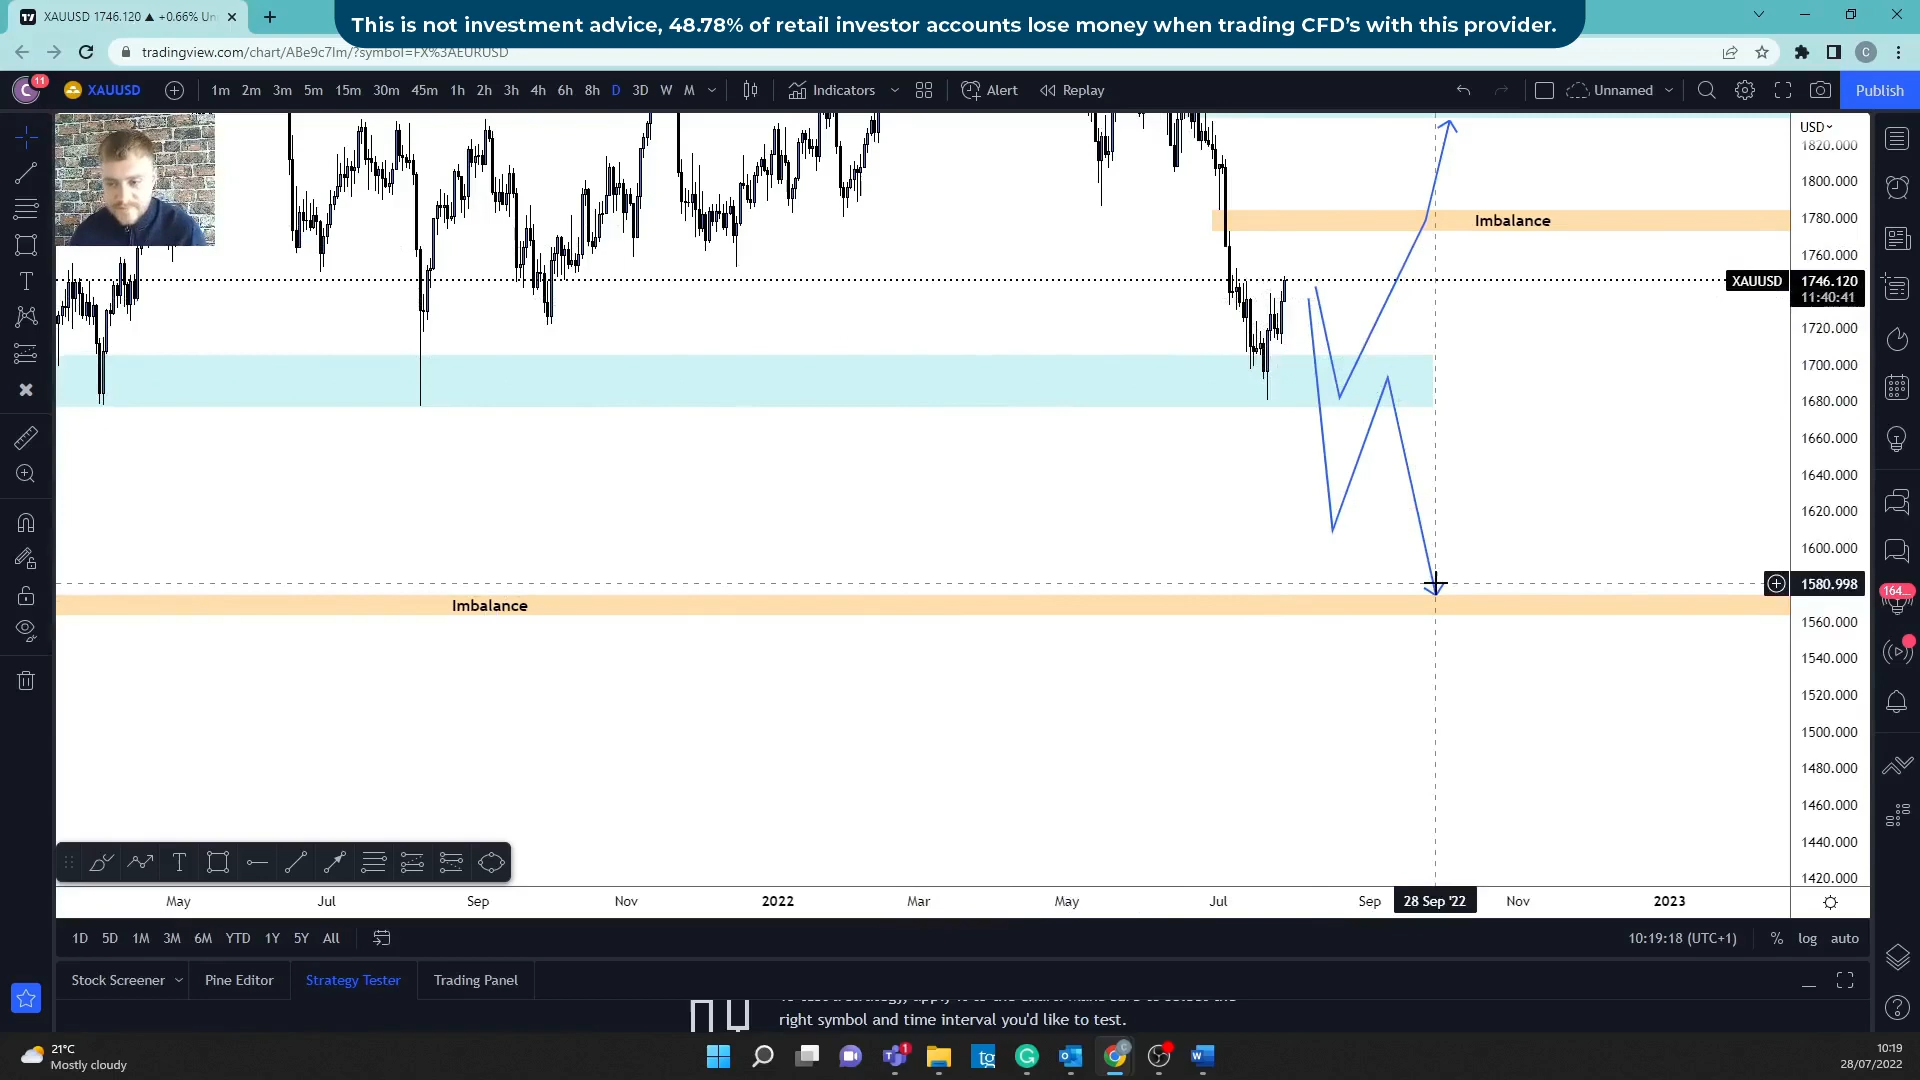 XAUUSD 1746.120 ▲ +0.66% Un
This is not investment advice, 48.78% of retail investor accounts lose money when trading CFD's with this provider.
tradingview.com/chart/ABe9c7Im/?symbol=FX%3AEURUSD
C
C
11
XAUUSD
1m
2m
3m
5m
15m
30m
45m
1h
2h
3h
4h
6h
8h
D
3D
W
M
Indicators
Alert
Replay
Unnamed
Publish
USD
1820.000
1800.000
1780.000
1760.000
XAUUSD
1746.120
11:40:41
1720.000
1700.000
1680.000
1660.000
1640.000
1620.000
1600.000
1580.998
1560.000
1540.000
1520.000
1500.000
1480.000
1460.000
1440.000
1420.000
Imbalance
Imbalance
164...
T
T
May
Jul
Sep
Nov
2022
Mar
May
Jul
Sep
28 Sep '22
Nov
2023
1D
5D
1M
3M
6M
YTD
1Y
5Y
All
10:19:18 (UTC+1)
%
log
auto
Stock Screener
Pine Editor
Strategy Tester
Trading Panel
right symbol and time interval you'd like to test.
21°C
Mostly cloudy
1
tg
C
10:19
28/07/2022